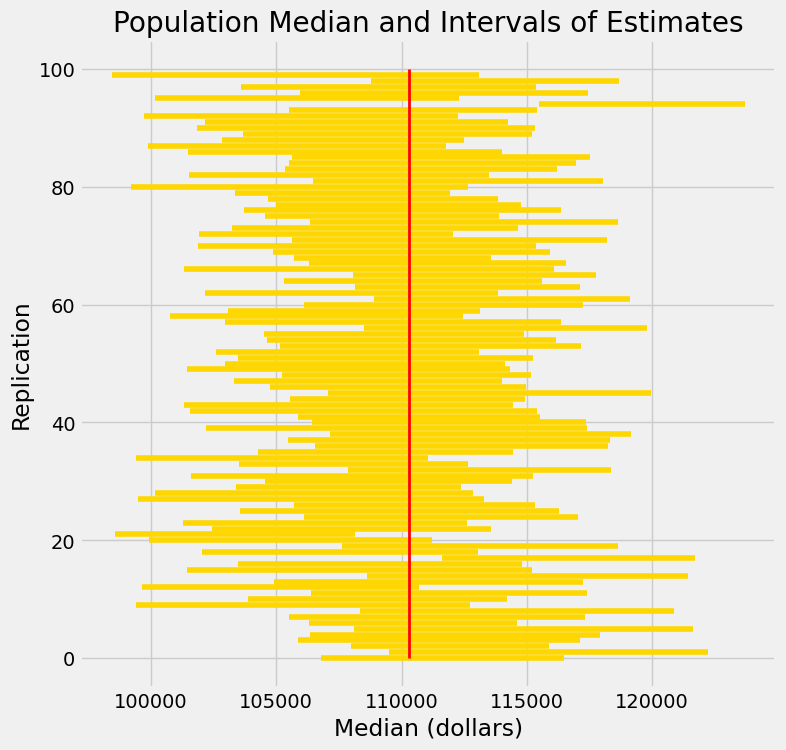 Population Median and Intervals of Estimates
100
80
60
40
20
0
Replication
100000 105000 110000 115000 120000
Median (dollars)